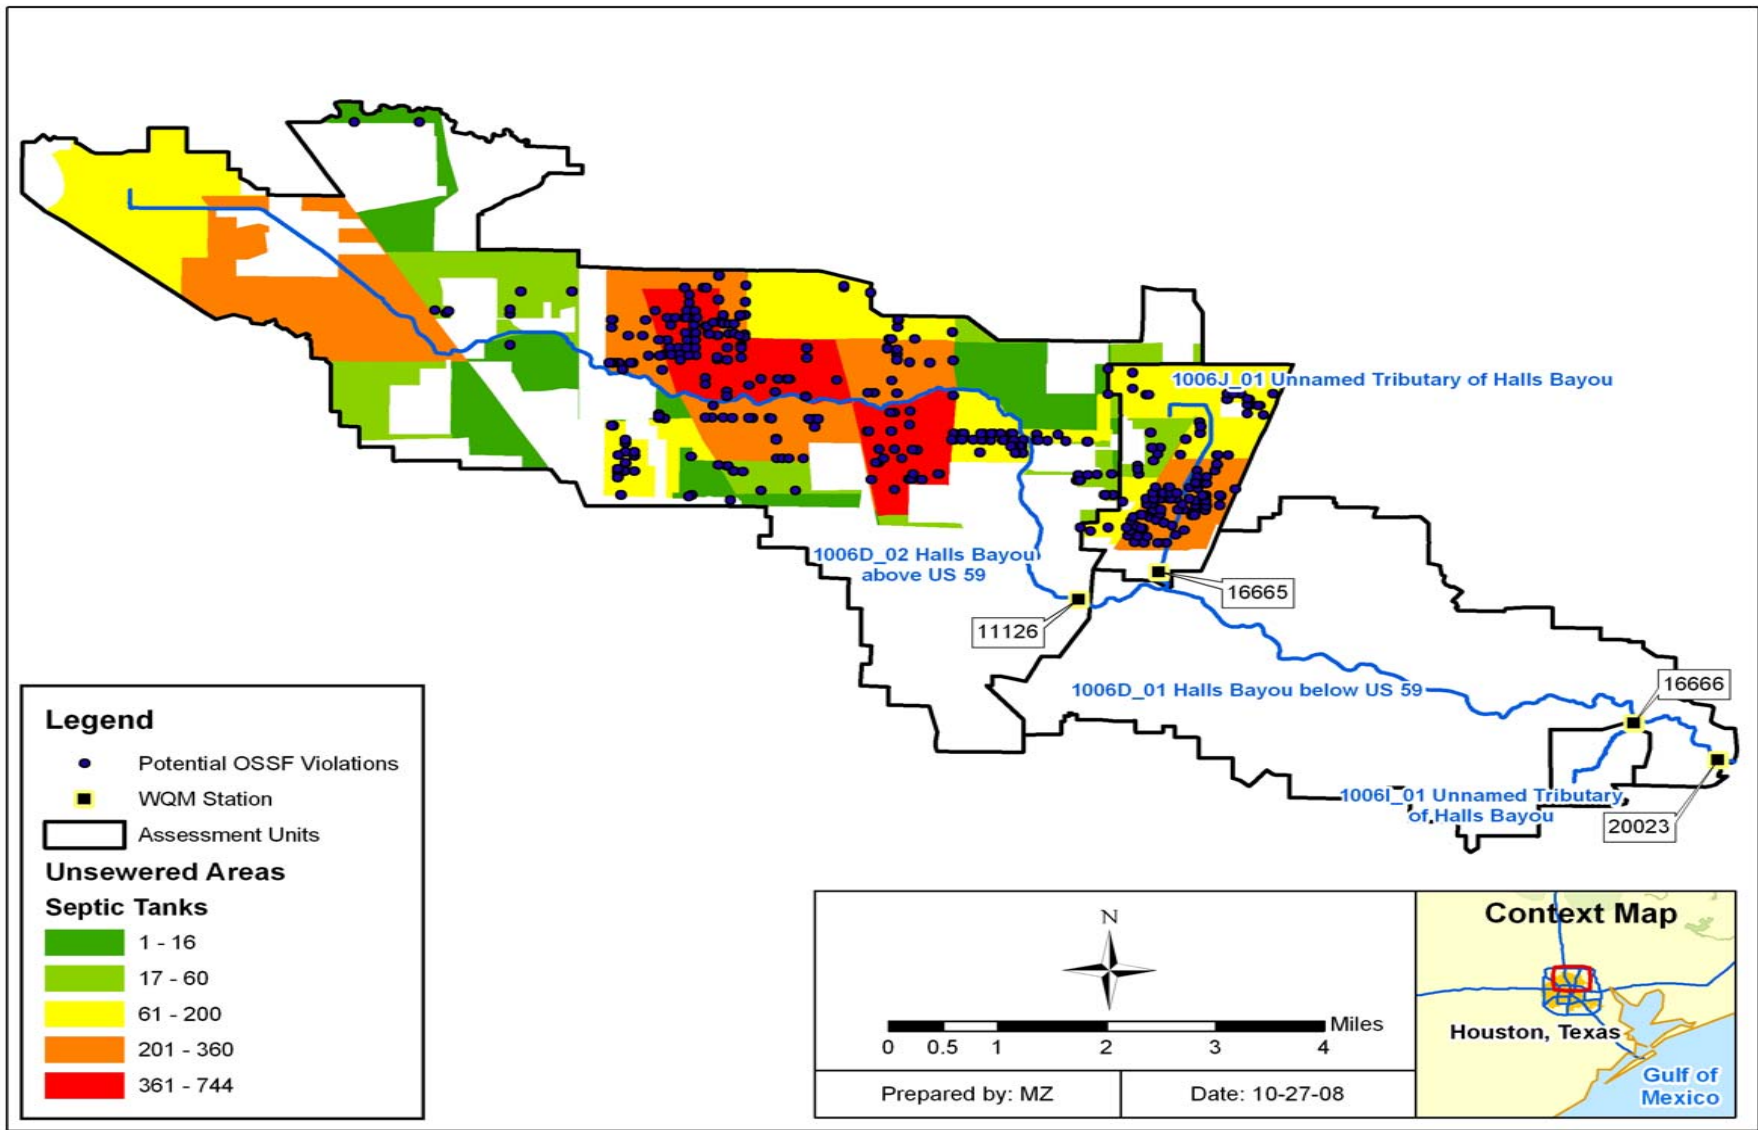 1006J_01 Unnamed Tributary of Halls Bayou
1006D_02 Halls Bayou
above US 59
16665
11126
1006D_01 Halls Bayou below US 59
16666
1006I_01 Unnamed Tributary
of Halls Bayou
20023
Legend
Potential OSSF Violations
WQM Station
Assessment Units
Unsewered Areas
Septic Tanks
1 - 16
17 - 60
61 - 200
201 - 360
361 - 744
N
Miles
0 0.5 1 2 3 4
Prepared by: MZ
Date: 10-27-08
Context Map
Houston, Texas
Gulf of
Mexico